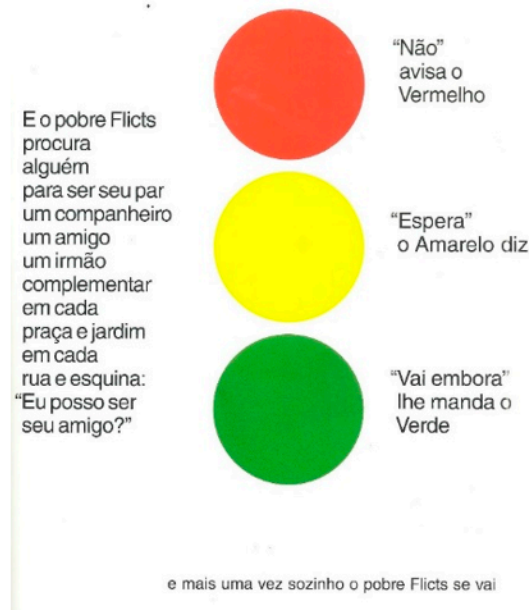 E o pobre Flicts
procura
alguém
para ser seu par
um companheiro
um amigo
um irmão
complementar
em cada
praça e jardim
em cada
rua e esquina:
“Eu posso ser
seu amigo?”
“Não”
avisa o
Vermelho
“Espera”
o Amarelo diz
“Vai embora”
lhe manda o
Verde
e mais uma vez sozinho o pobre Flicts se vai